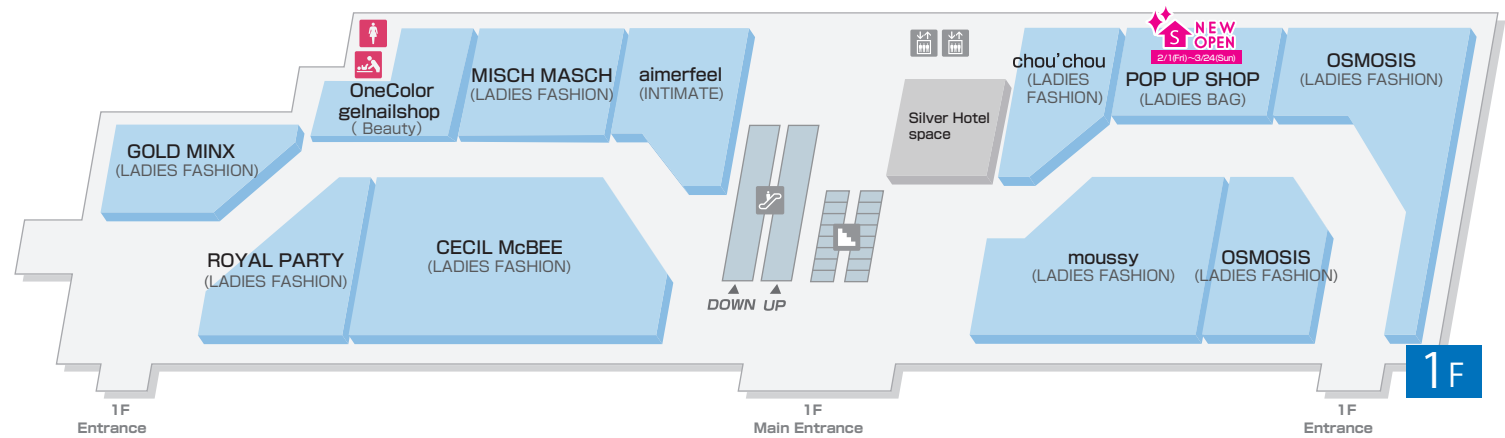 NEW
OPEN
S
2/1(Fri)~3/24(Sun)
OneColor
gelnailshop
( Beauty)
MISCH MASCH
(LADIES FASHION)
aimerfeel
(INTIMATE)
chou'chou
(LADIES
FASHION)
POP UP SHOP
(LADIES BAG)
OSMOSIS
(LADIES FASHION)
Silver Hotel
space
GOLD MINX
(LADIES FASHION)
ROYAL PARTY
(LADIES FASHION)
CECIL McBEE
(LADIES FASHION)
moussy
(LADIES FASHION)
OSMOSIS
(LADIES FASHION)
DOWN UP
1F
1F
Entrance
1F
Main Entrance
1F
Entrance